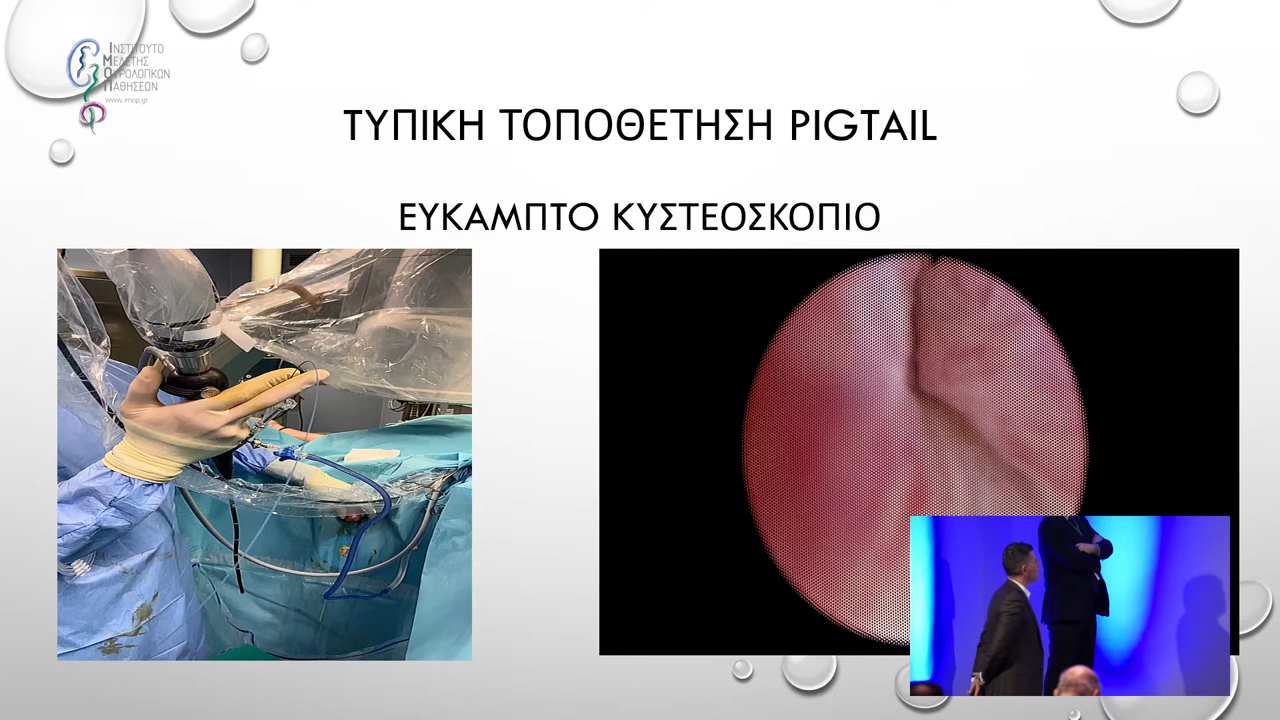 ΙΝΣΤΙΤΟΥΤΟ
ΜΕΛΕΤΗΣ
ΟΥΡΟΛΟΓΙΚΩΝ
ΠΑΘΗΣΕΩΝ
www.imop.gr
ΤΥΠΙΚΗ ΤΟΠΟΘΕΤΗΣΗ PIGTAIL
ΕΥΚΑΜΠΤΟ ΚΥΣΤΕΟΣΚΟΠΙΟ